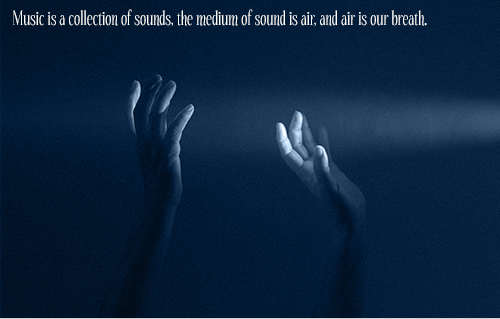 Music is a collection of sounds, the medium of sound is air, and air is our breath.